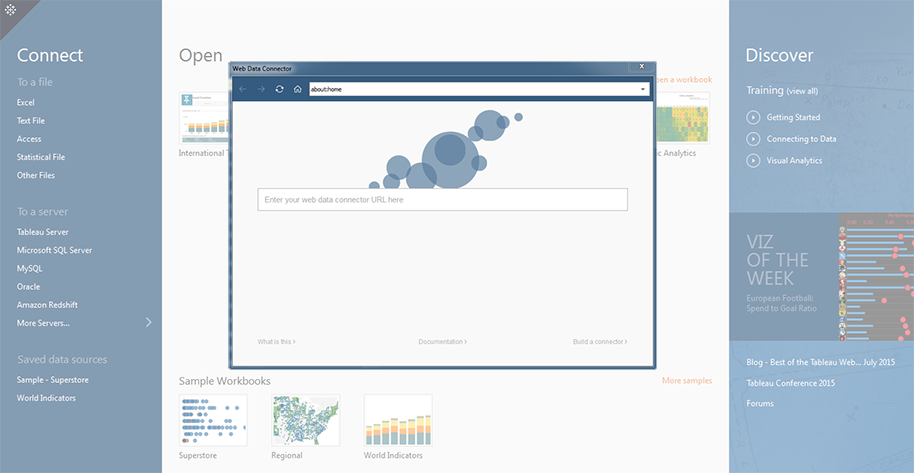 Connect
To a file
Excel
Text File
Access
Statistical File
Other Files
To a server
Tableau Server
Microsoft SQL Server
MySQL
Oracle
Amazon Redshift
More Servers...
Saved data sources
Sample - Superstore
World Indicators
Open
en a workbook
International T
c Analytics
Web Data Connector
about:home
Enter your web data connector URL here
What is this >
Documentation >
Build a connector >
Sample Workbooks
More samples
Superstore
Regional
World Indicators
Discover
Training (view all)
Getting Started
Connecting to Data
Visual Analytics
VIZ
OF THE
WEEK
European Football:
Spend to Goal Ratio
Blog - Best of the Tableau Web... July 2015
Tableau Conference 2015
Forums